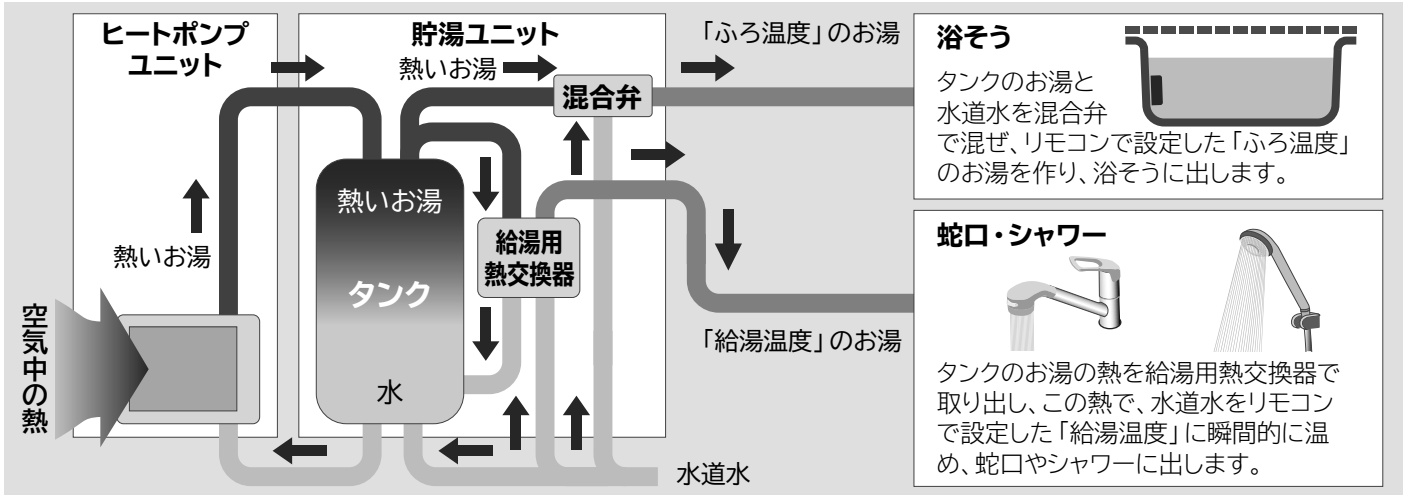 ヒートポンプ
ユニット
貯湯ユニット
熱いお湯
混合弁
熱いお湯
給湯用
熱交換器
タンク
水
熱いお湯
空気中の熱
「ふろ温度」のお湯
「給湯温度」のお湯
水道水
浴そう
タンクのお湯と
水道水を混合弁
で混ぜ、リモコンで設定した「ふろ温度」
のお湯を作り、浴そうに出します。
蛇口・シャワー
タンクのお湯の熱を給湯用熱交換器で
取り出し、この熱で、水道水をリモコン
で設定した「給湯温度」に瞬間的に温
め、蛇口やシャワーに出します。